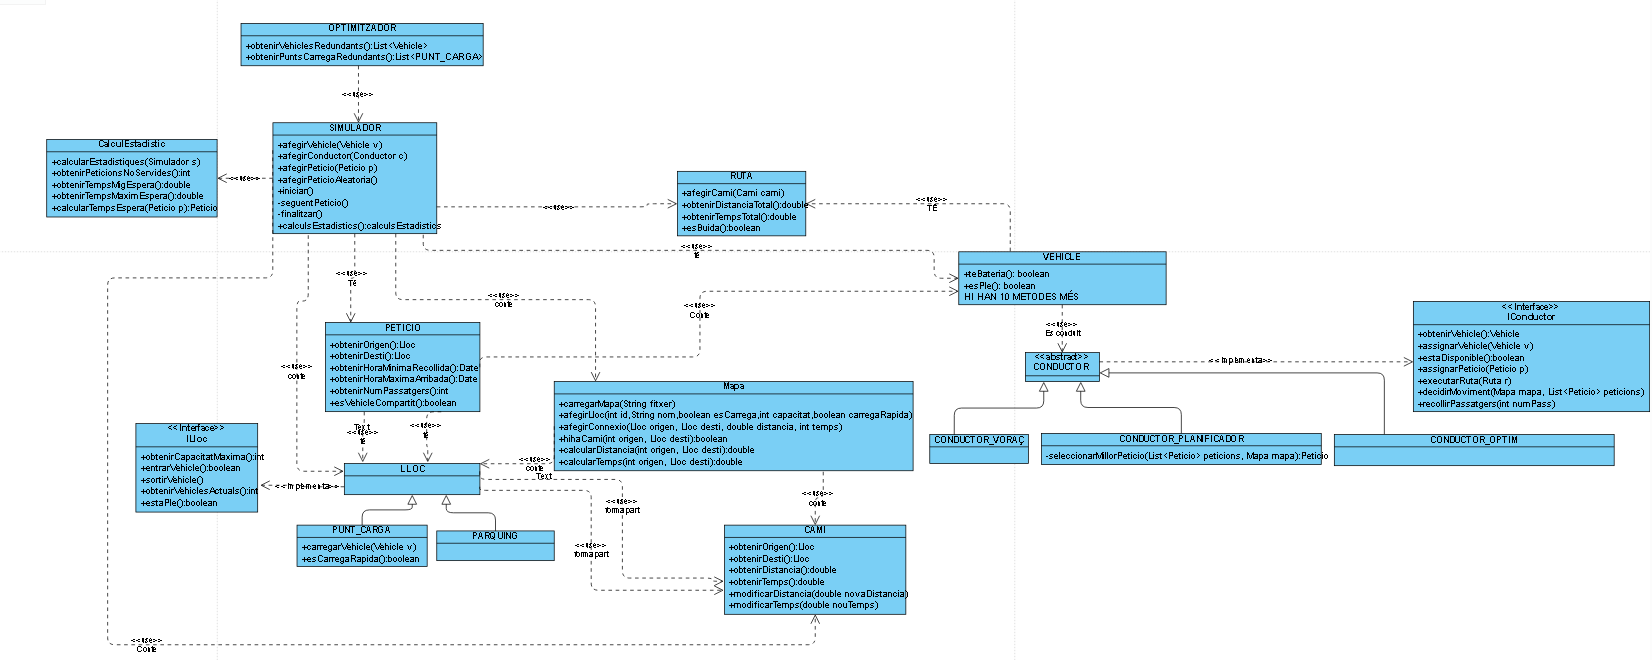 OPTIMITZADOR
+obtenirVehiclesRedundants():List<Vehicle>
+obtenirPuntsCarregaRedundants():List<PUNT_CARGA>
<<use>>
SIMULADOR
+afegirVehicle(Vehicle v)
+afegirConductor(Conductor c)
+afegirPeticio(Peticio p)
+afegirPeticioAleatoria()
+iniciar()
-seguentPeticio()
-finalitzar()
+calculsEstadistics():calculsEstadistics
CalculEstadistic
+calcularEstadistiques(Simulador s)
+obtenirPeticionsNoServides():int
+obtenirTempsMigEspera():double
+obtenirTempsMaximEspera():double
+calcularTempsEspera(Peticio p):Peticio
<<use>>
<<use>>
RUTA
+afegirCami(Cami cami)
+obtenirDistanciaTotal():double
+obtenirTempsTotal():double
+esBuida():boolean
<<use>>
TÉ
<<use>>
té
VEHICLE
+teBateria(): boolean
+esPle(): boolean
HI HAN 10 METODES MÉS
<<use>>
Té
<<use>>
conte
<<use>>
Conte
<<use>>
Es conduit
<<Interface>>
IConductor
+obtenirVehicle():Vehicle
+assignarVehicle(Vehicle v)
+estaDisponible():boolean
+assignarPeticio(Peticio p)
+executarRuta(Ruta r)
+decidirMoviment(Mapa mapa, List<Peticio> peticions)
+recollirPassatgers(int numPass)
PETICIO
+obtenirOrigen():Lloc
+obtenirDesti():Lloc
+obtenirHoraMinimaRecollida():Date
+obtenirHoraMaximaArribada():Date
+obtenirNumPassatgers():int
+esVehicleCompartit():boolean
<<abstract>>
CONDUCTOR
<<Implementa>>
<<use>>
conte
Mapa
+carregarMapa(String fitxer)
+afegirLloc(int id,String nom,boolean esCarrega,int capacitat,boolean carregaRapida)
+afegirConnexio(Lloc origen, Lloc desti, double distancia, int temps)
+hihaCami(int origen, Lloc desti):boolean
+calcularDistancia(int origen, Lloc desti):double
+calcularTemps(int origen, Lloc desti):double
Text
<<use>>
té
<<use>>
té
CONDUCTOR_VORAÇ
CONDUCTOR_PLANIFICADOR
-seleccionarMillorPeticio(List<Peticio> peticions, Mapa mapa):Peticio
CONDUCTOR_OPTIM
<<Interface>>
ILloc
+obtenirCapacitatMaxima():int
+entrarVehicle():boolean
+sortirVehicle()
+obtenirVehiclesActuals():int
+estaPle():boolean
<<Implementa>>
LLOC
<<use>>
conte
Text
<<use>>
forma part
<<use>>
conte
PUNT_CARGA
+carregarVehicle(Vehicle v)
+esCarregaRapida():boolean
PARQUING
<<use>>
forma part
CAMI
+obtenirOrigen():Lloc
+obtenirDesti():Lloc
+obtenirDistancia():double
+obtenirTemps():double
+modificarDistancia(double novaDistancia)
+modificarTemps(double nouTemps)
<<use>>
Conte